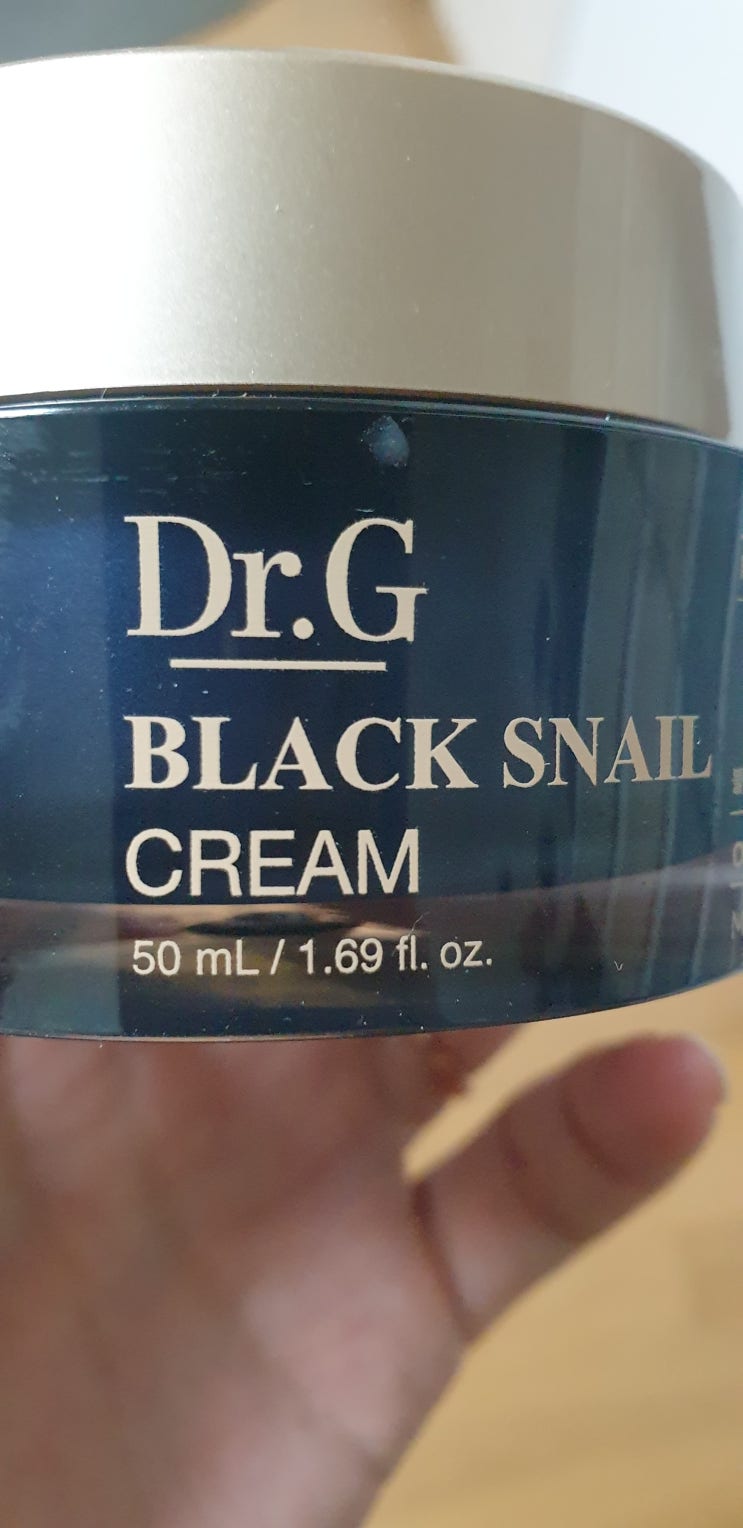 Dr.G
BLACK SNAIL
CREAM
50 mL / 1.69 fl. oz.